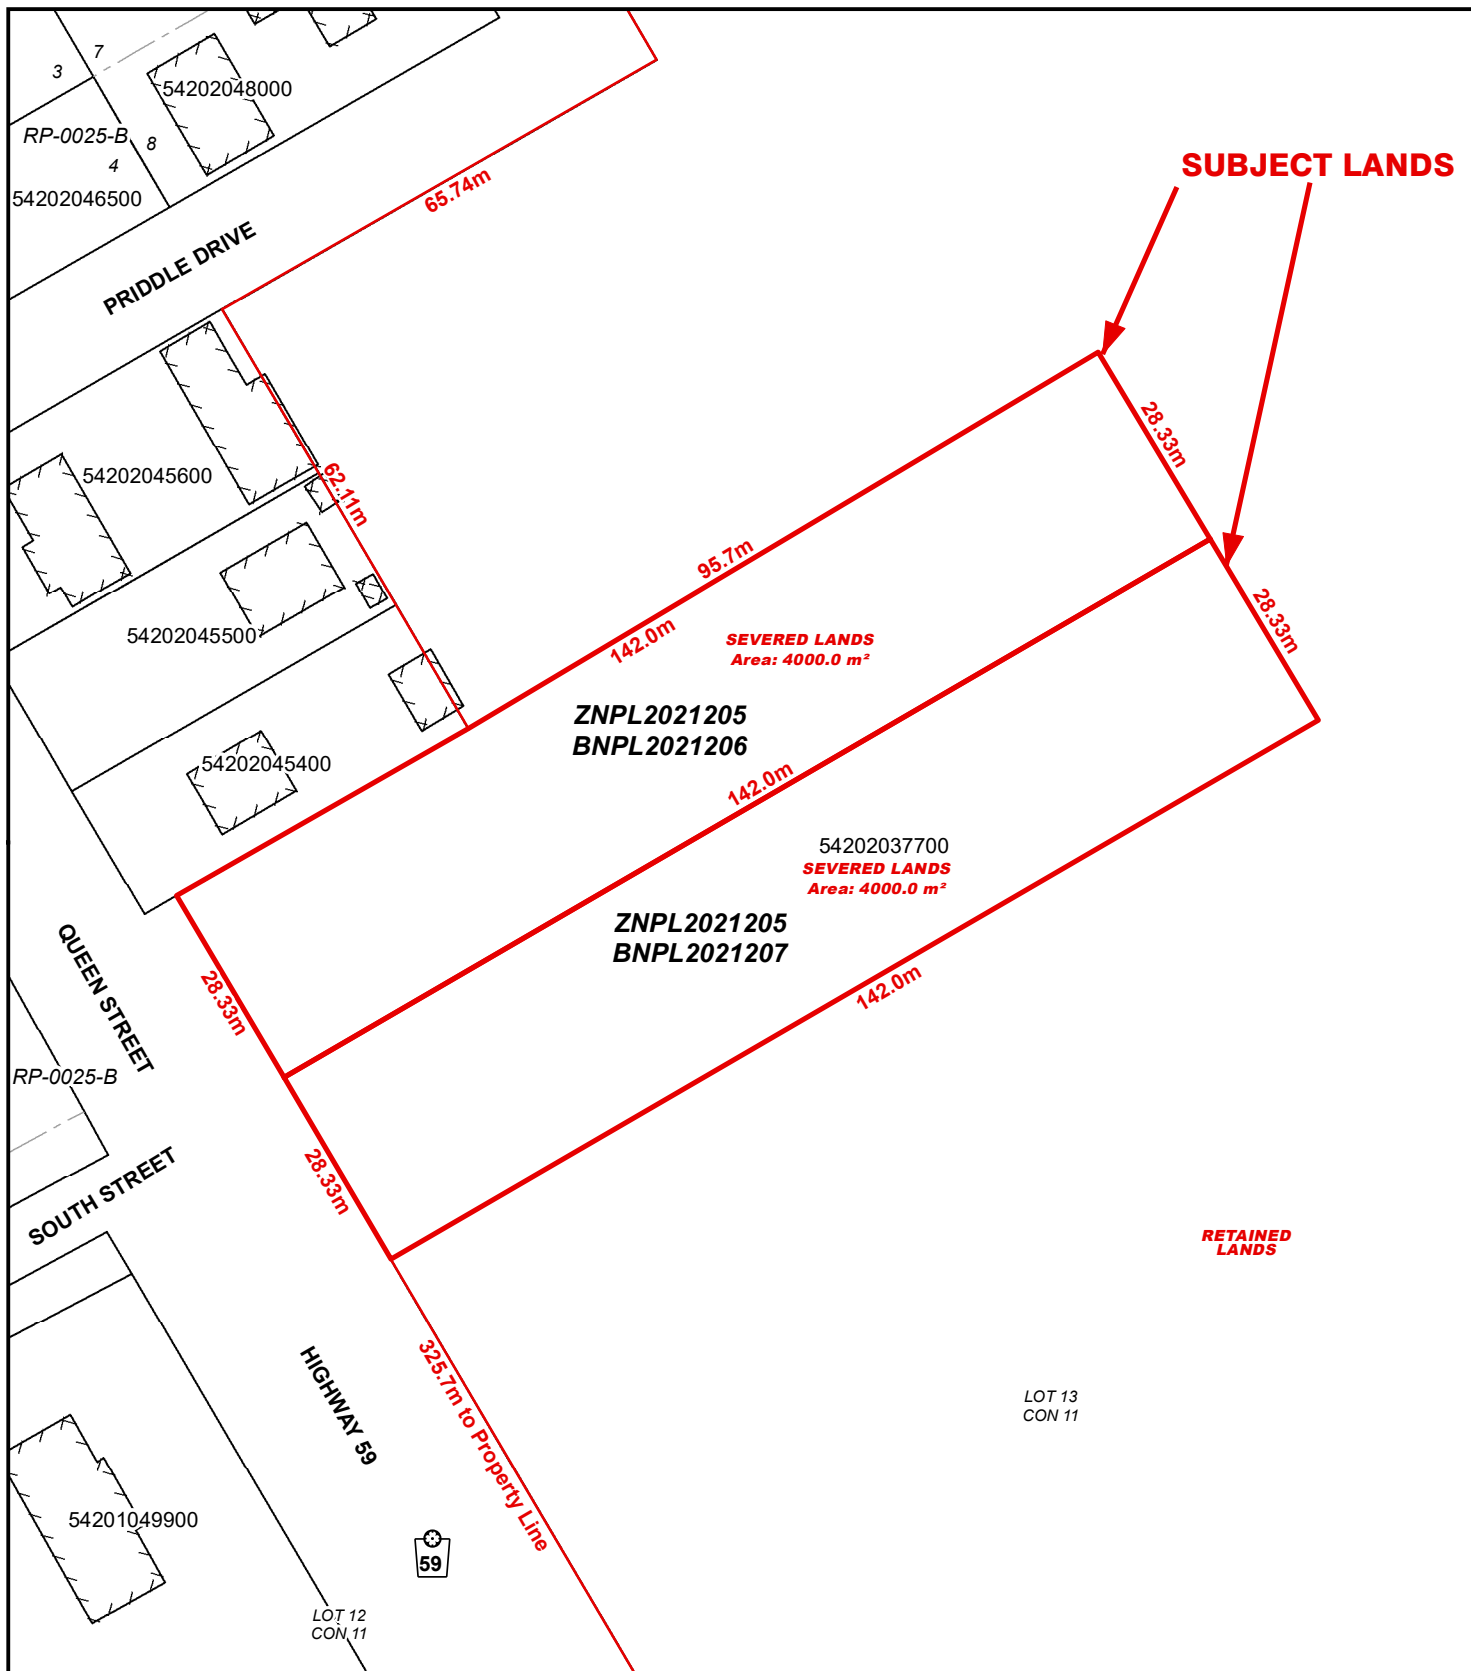 7
3
54202048000
RP-0025-B
8
4
54202046500
SUBJECT LANDS
65.74m
PRIDDLE DRIVE
28.33m
54202045600
62.11m
95.7m
28.33m
54202045500
142.0m
SEVERED LANDS
Area: 4000.0 m²
ZNPL2021205
BNPL2021206
54202045400
142.0m
54202037700
SEVERED LANDS
Area: 4000.0 m²
ZNPL2021205
BNPL2021207
QUEEN STREET
28.33m
142.0m
RP-0025-B
SOUTH STREET
28.33m
RETAINED
LANDS
HIGHWAY 59
325.7m to Property Line
LOT 13
CON 11
54201049900
59
LOT 12
CON 11